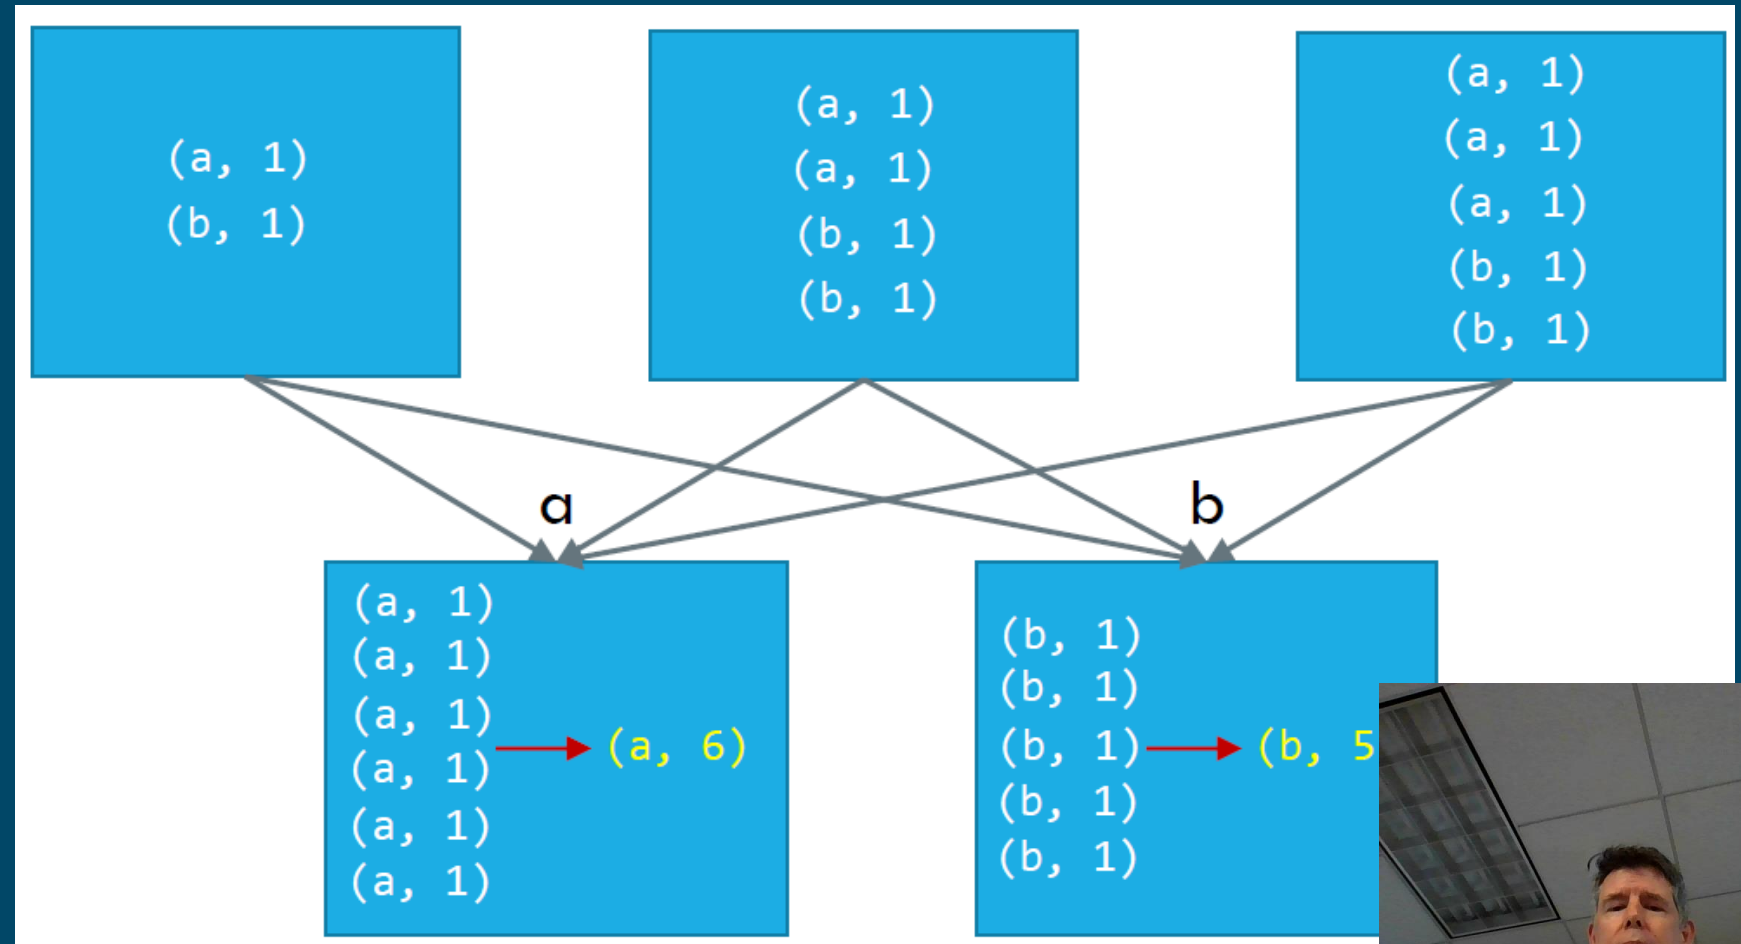 (a, 1)
(b, 1)
(a, 1)
(a, 1)
(b, 1)
(b, 1)
(a, 1)
(a, 1)
(a, 1)
(b, 1)
(b, 1)
a
b
(a, 1)
(a, 1)
(a, 1)
(a, 1)
(a, 1)
(a, 1)
(a, 6)
(b, 1)
(b, 1)
(b, 1)
(b, 1)
(b, 1)
(b, 5